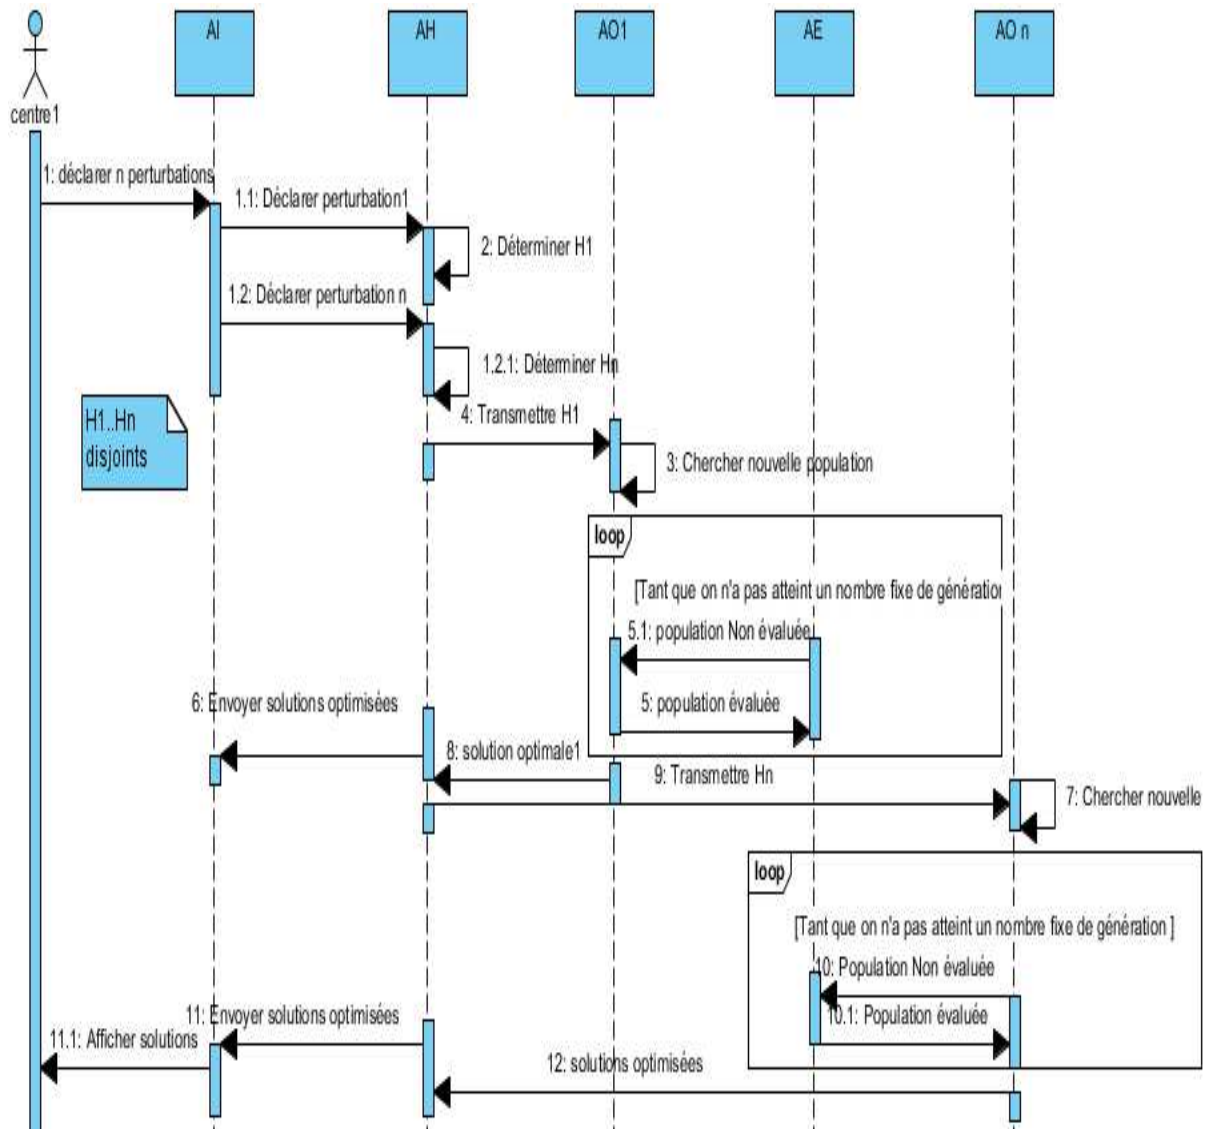 AI
AH
AO1
AE
AO n
centre1
1: déclarer n perturbations
1.1: Déclarer perturbation1
2: Déterminer H1
1.2: Déclarer perturbation n
1.2.1: Déterminer Hn
H1..Hn
disjoints
4: Transmettre H1
3: Chercher nouvelle population
loop
[Tant que on n'a pas atteint un nombre fixe de génération
5.1: population Non évaluée
6: Envoyer solutions optimisées
5: population évaluée
8: solution optimale1
9: Transmettre Hn
7: Chercher nouvelle
loop
[Tant que on n'a pas atteint un nombre fixe de génération ]
10: Population Non évaluée
11: Envoyer solutions optimisées
10.1: Population évaluée
11.1: Afficher solutions
12: solutions optimisées